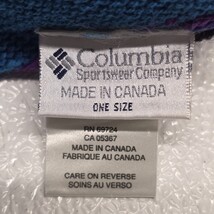 Columbia
Sportswear Company
MADE IN CANADA
ONE SIZE
RN 69724
CA 05367
MADE IN CANADA
FABRIQUE AU CANADA
CARE ON REVERSE
SOINS AU VERSO